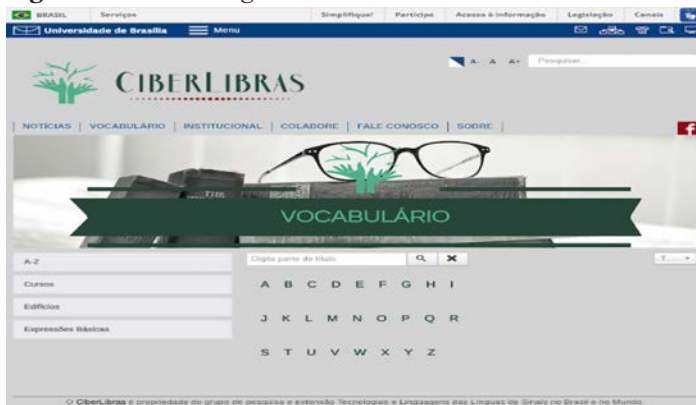 BRASIL Serviços Simplifique! Participe Acesso à informação Legislação Canais
Universidade de Brasília Menu
A- A A+ Pesquisar...
CIBERLIBRAS
NOTÍCIAS | VOCABULÁRIO | INSTITUCIONAL | COLABORE | FALE CONOSCO | SOBRE |
VOCABULÁRIO
A-Z
Digite parte do título
T...
Cursos
A B C D E F G H I
Edifícios
J K L M N O P Q R
Expressões Básicas
S T U V W X Y Z
O CiberLibras é propriedade do grupo de pesquisa e extensão Tecnologias e Linguagens das Línguas de Sinais no Brasil e no Mundo.